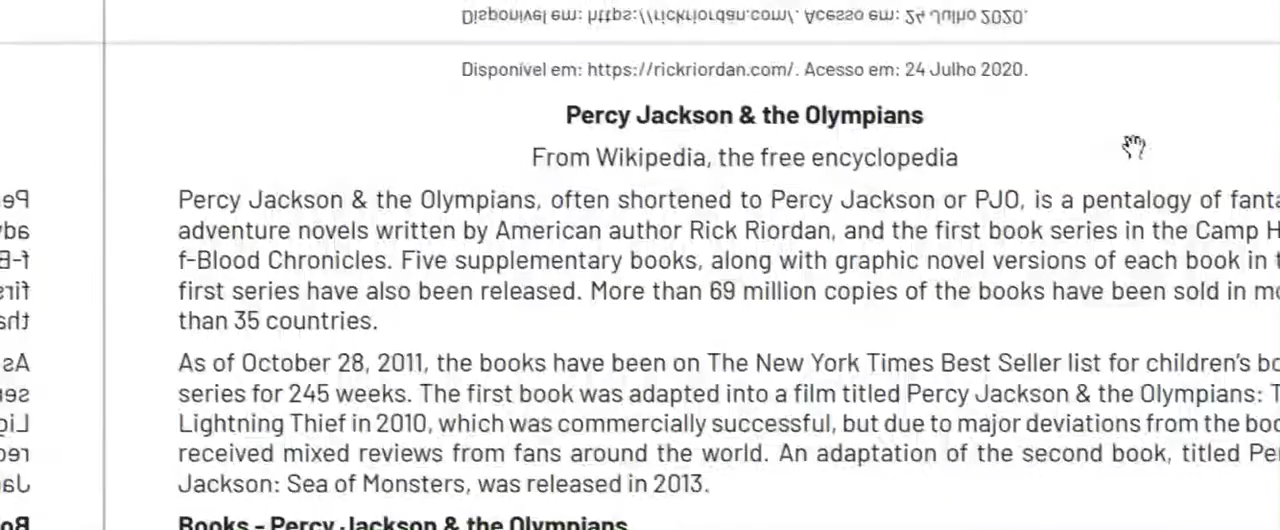 Disponível em: https://rickriordan.com/. Acesso em: 24 Julho 2020.
Percy Jackson & the Olympians
From Wikipedia, the free encyclopedia
Percy Jackson & the Olympians, often shortened to Percy Jackson or PJO, is a pentalogy of fanta
adventure novels written by American author Rick Riordan, and the first book series in the Camp H
f-Blood Chronicles. Five supplementary books, along with graphic novel versions of each book in t
first series have also been released. More than 69 million copies of the books have been sold in mo
than 35 countries.
As of October 28, 2011, the books have been on The New York Times Best Seller list for children's bo
series for 245 weeks. The first book was adapted into a film titled Percy Jackson & the Olympians: T
Lightning Thief in 2010, which was commercially successful, but due to major deviations from the boo
received mixed reviews from fans around the world. An adaptation of the second book, titled Per
Jackson: Sea of Monsters, was released in 2013.
Books - Percy Jackson & the Olympians